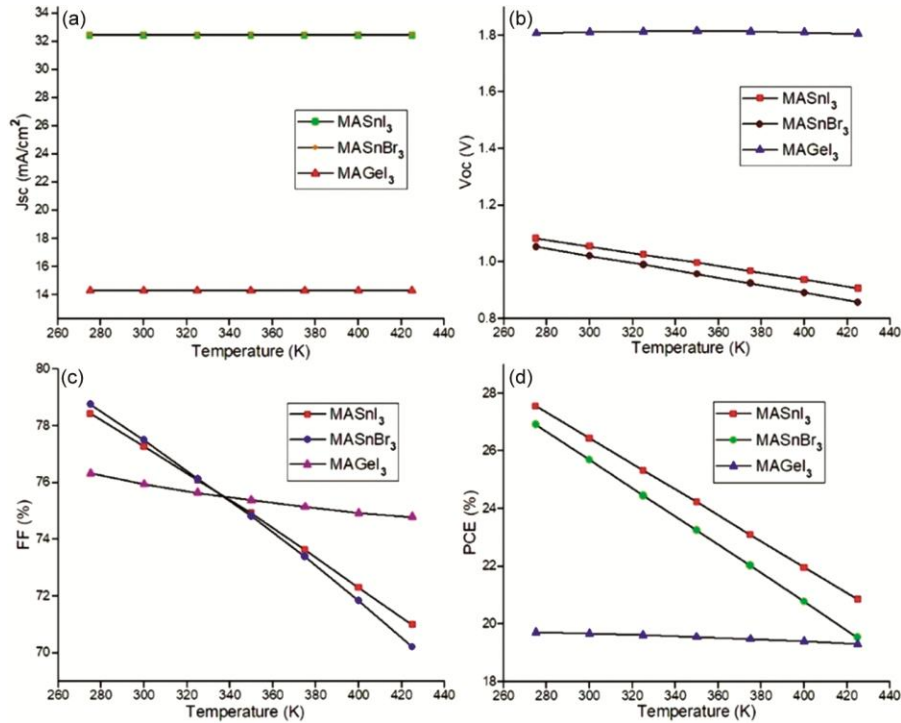 (a)
34
32
30
28
26
24
22
20
18
16
14
Jsc (mA/cm²)
MASnI₃
MASnBr₃
MAGeI₃
260 280 300 320 340 360 380 400 420 440
Temperature (K)
(b)
1.8
1.6
1.4
1.2
1.0
0.8
Voc (V)
MASnI₃
MASnBr₃
MAGeI₃
260 280 300 320 340 360 380 400 420 440
Temperature (K)
(c)
80
78
76
74
72
70
FF (%)
MASnI₃
MASnBr₃
MAGeI₃
260 280 300 320 340 360 380 400 420 440
Temperature (K)
(d)
28
26
24
22
20
18
PCE (%)
MASnI₃
MASnBr₃
MAGeI₃
260 280 300 320 340 360 380 400 420 440
Temperature (K)